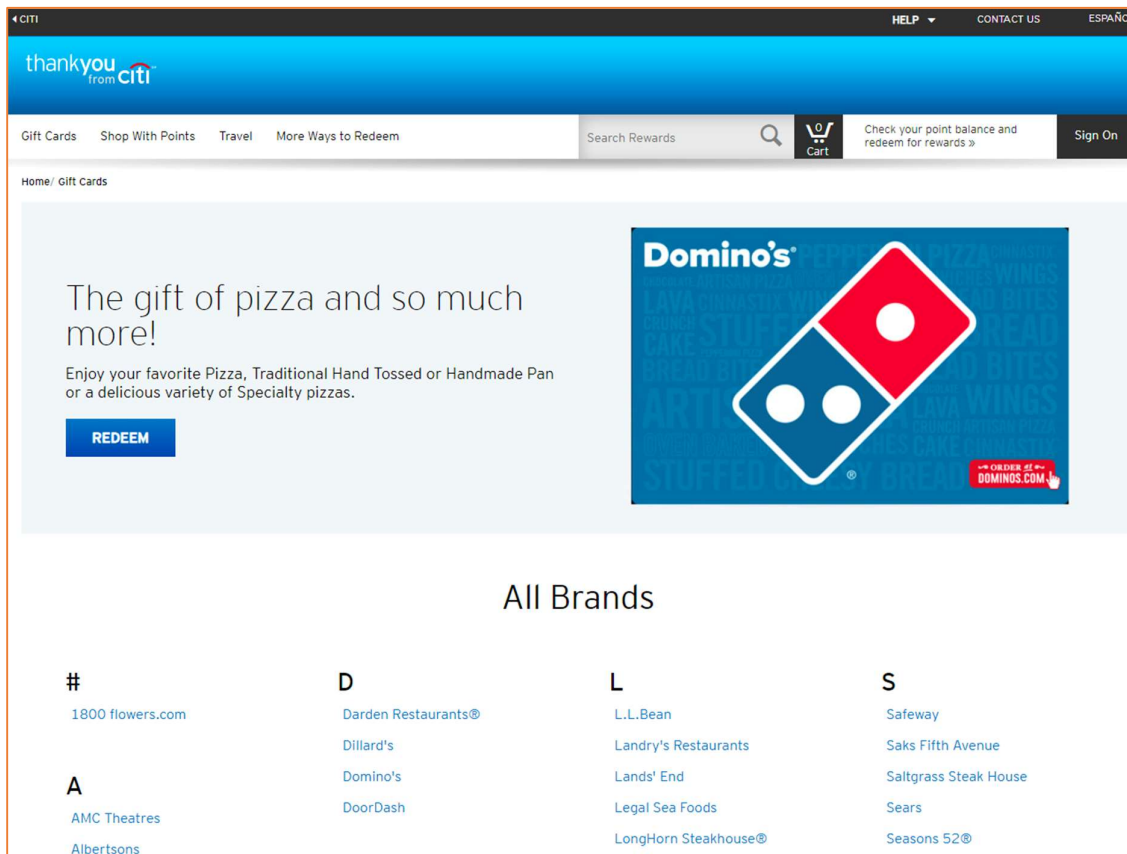 CITI
HELP
CONTACT US
ESPAÑO
thankyou
from citi
Gift Cards
Shop With Points
Travel
More Ways to Redeem
Search Rewards
0
Cart
Check your point balance and
redeem for rewards »
Sign On
Home/ Gift Cards
The gift of pizza and so much
more!
Enjoy your favorite Pizza, Traditional Hand Tossed or Handmade Pan
or a delicious variety of Specialty pizzas.
REDEEM
Domino's®
ORDER at
DOMINOS.COM
All Brands
#
1800 flowers.com
A
AMC Theatres
Albertsons
D
Darden Restaurants®
Dillard's
Domino's
DoorDash
L
L.L.Bean
Landry's Restaurants
Lands' End
Legal Sea Foods
LongHorn Steakhouse®
S
Safeway
Saks Fifth Avenue
Saltgrass Steak House
Sears
Seasons 52®